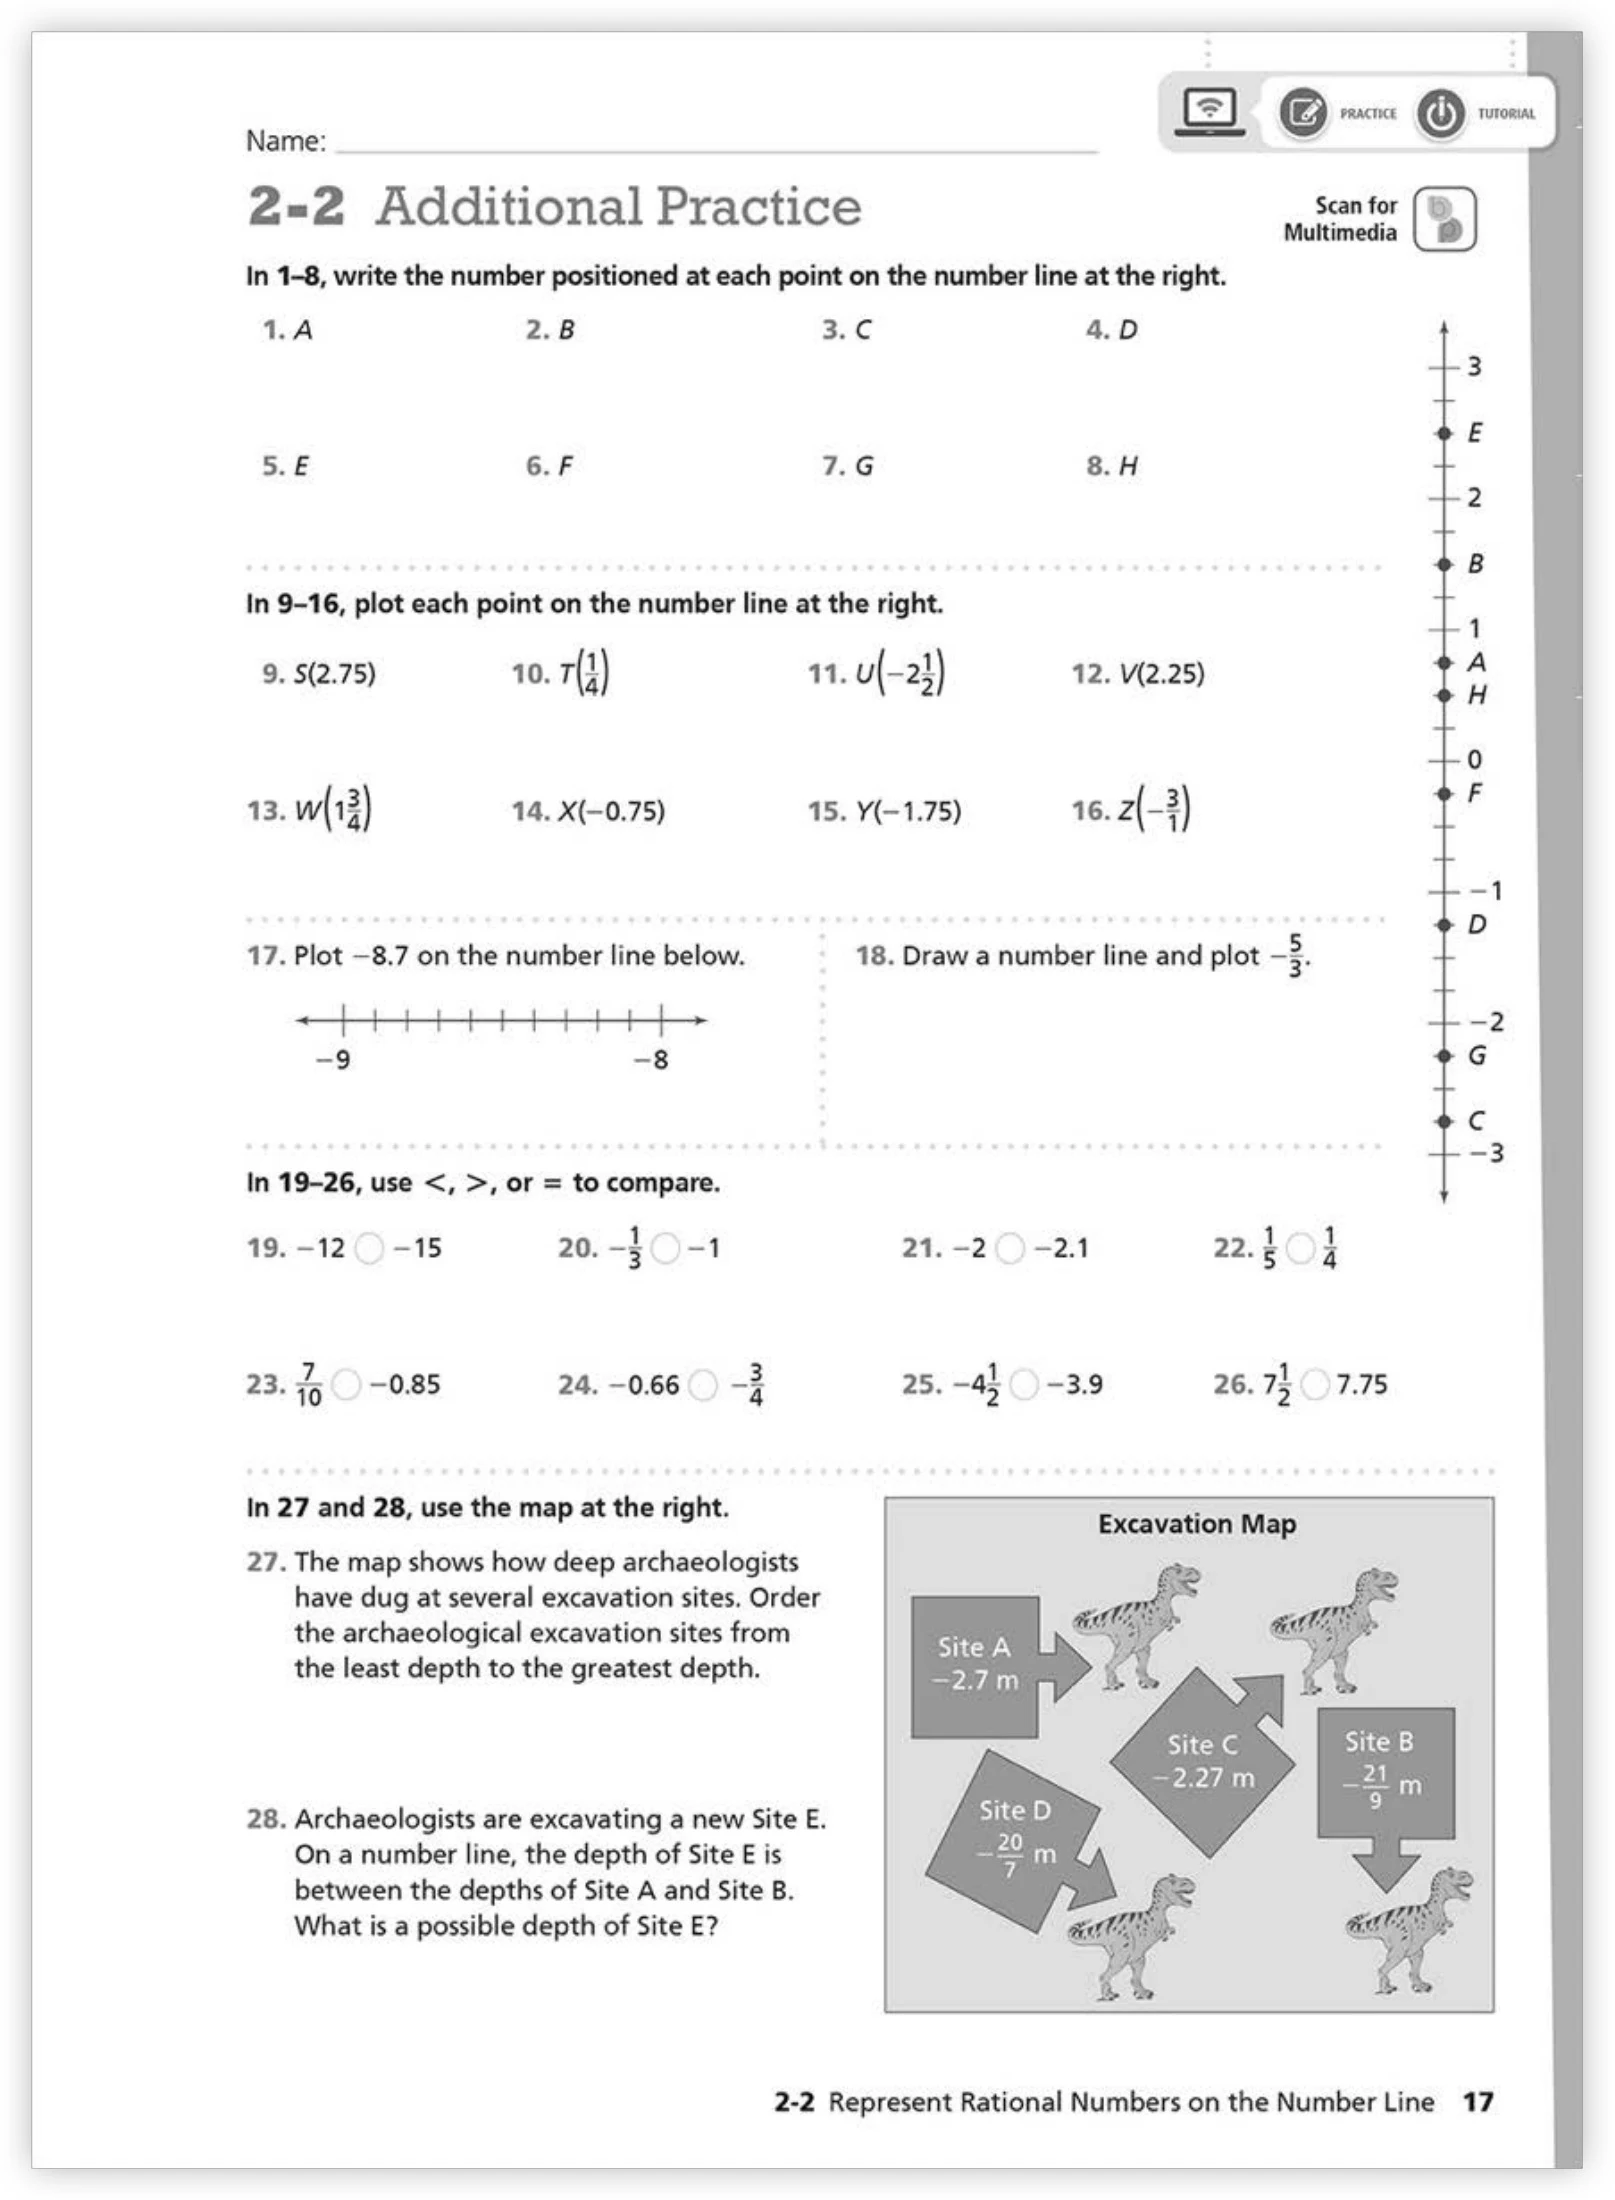 PRACTICE TUTORIAL
Name:
2-2 Additional Practice
Scan for
Multimedia
In 1–8, write the number positioned at each point on the number line at the right.
1. A 2. B 3. C 4. D
5. E 6. F 7. G 8. H
In 9–16, plot each point on the number line at the right.
9. S(2.75) 10. T(1/4) 11. U(−2 1/2) 12. V(2.25)
13. W(1 3/4) 14. X(−0.75) 15. Y(−1.75) 16. Z(−3/1)
3
E
2
B
1
A
H
0
F
−1
D
−2
G
C
−3
17. Plot −8.7 on the number line below.
−9 −8
18. Draw a number line and plot −5/3.
In 19–26, use <, >, or = to compare.
19. −12 ○ −15 20. −1/3 ○ −1 21. −2 ○ −2.1 22. 1/5 ○ 1/4
23. 7/10 ○ −0.85 24. −0.66 ○ −3/4 25. −4 1/2 ○ −3.9 26. 7 1/2 ○ 7.75
In 27 and 28, use the map at the right.
27. The map shows how deep archaeologists
have dug at several excavation sites. Order
the archaeological excavation sites from
the least depth to the greatest depth.
28. Archaeologists are excavating a new Site E.
On a number line, the depth of Site E is
between the depths of Site A and Site B.
What is a possible depth of Site E?
Excavation Map
Site A
−2.7 m
Site C
−2.27 m
Site B
−21/9 m
Site D
−20/7 m
2-2 Represent Rational Numbers on the Number Line 17